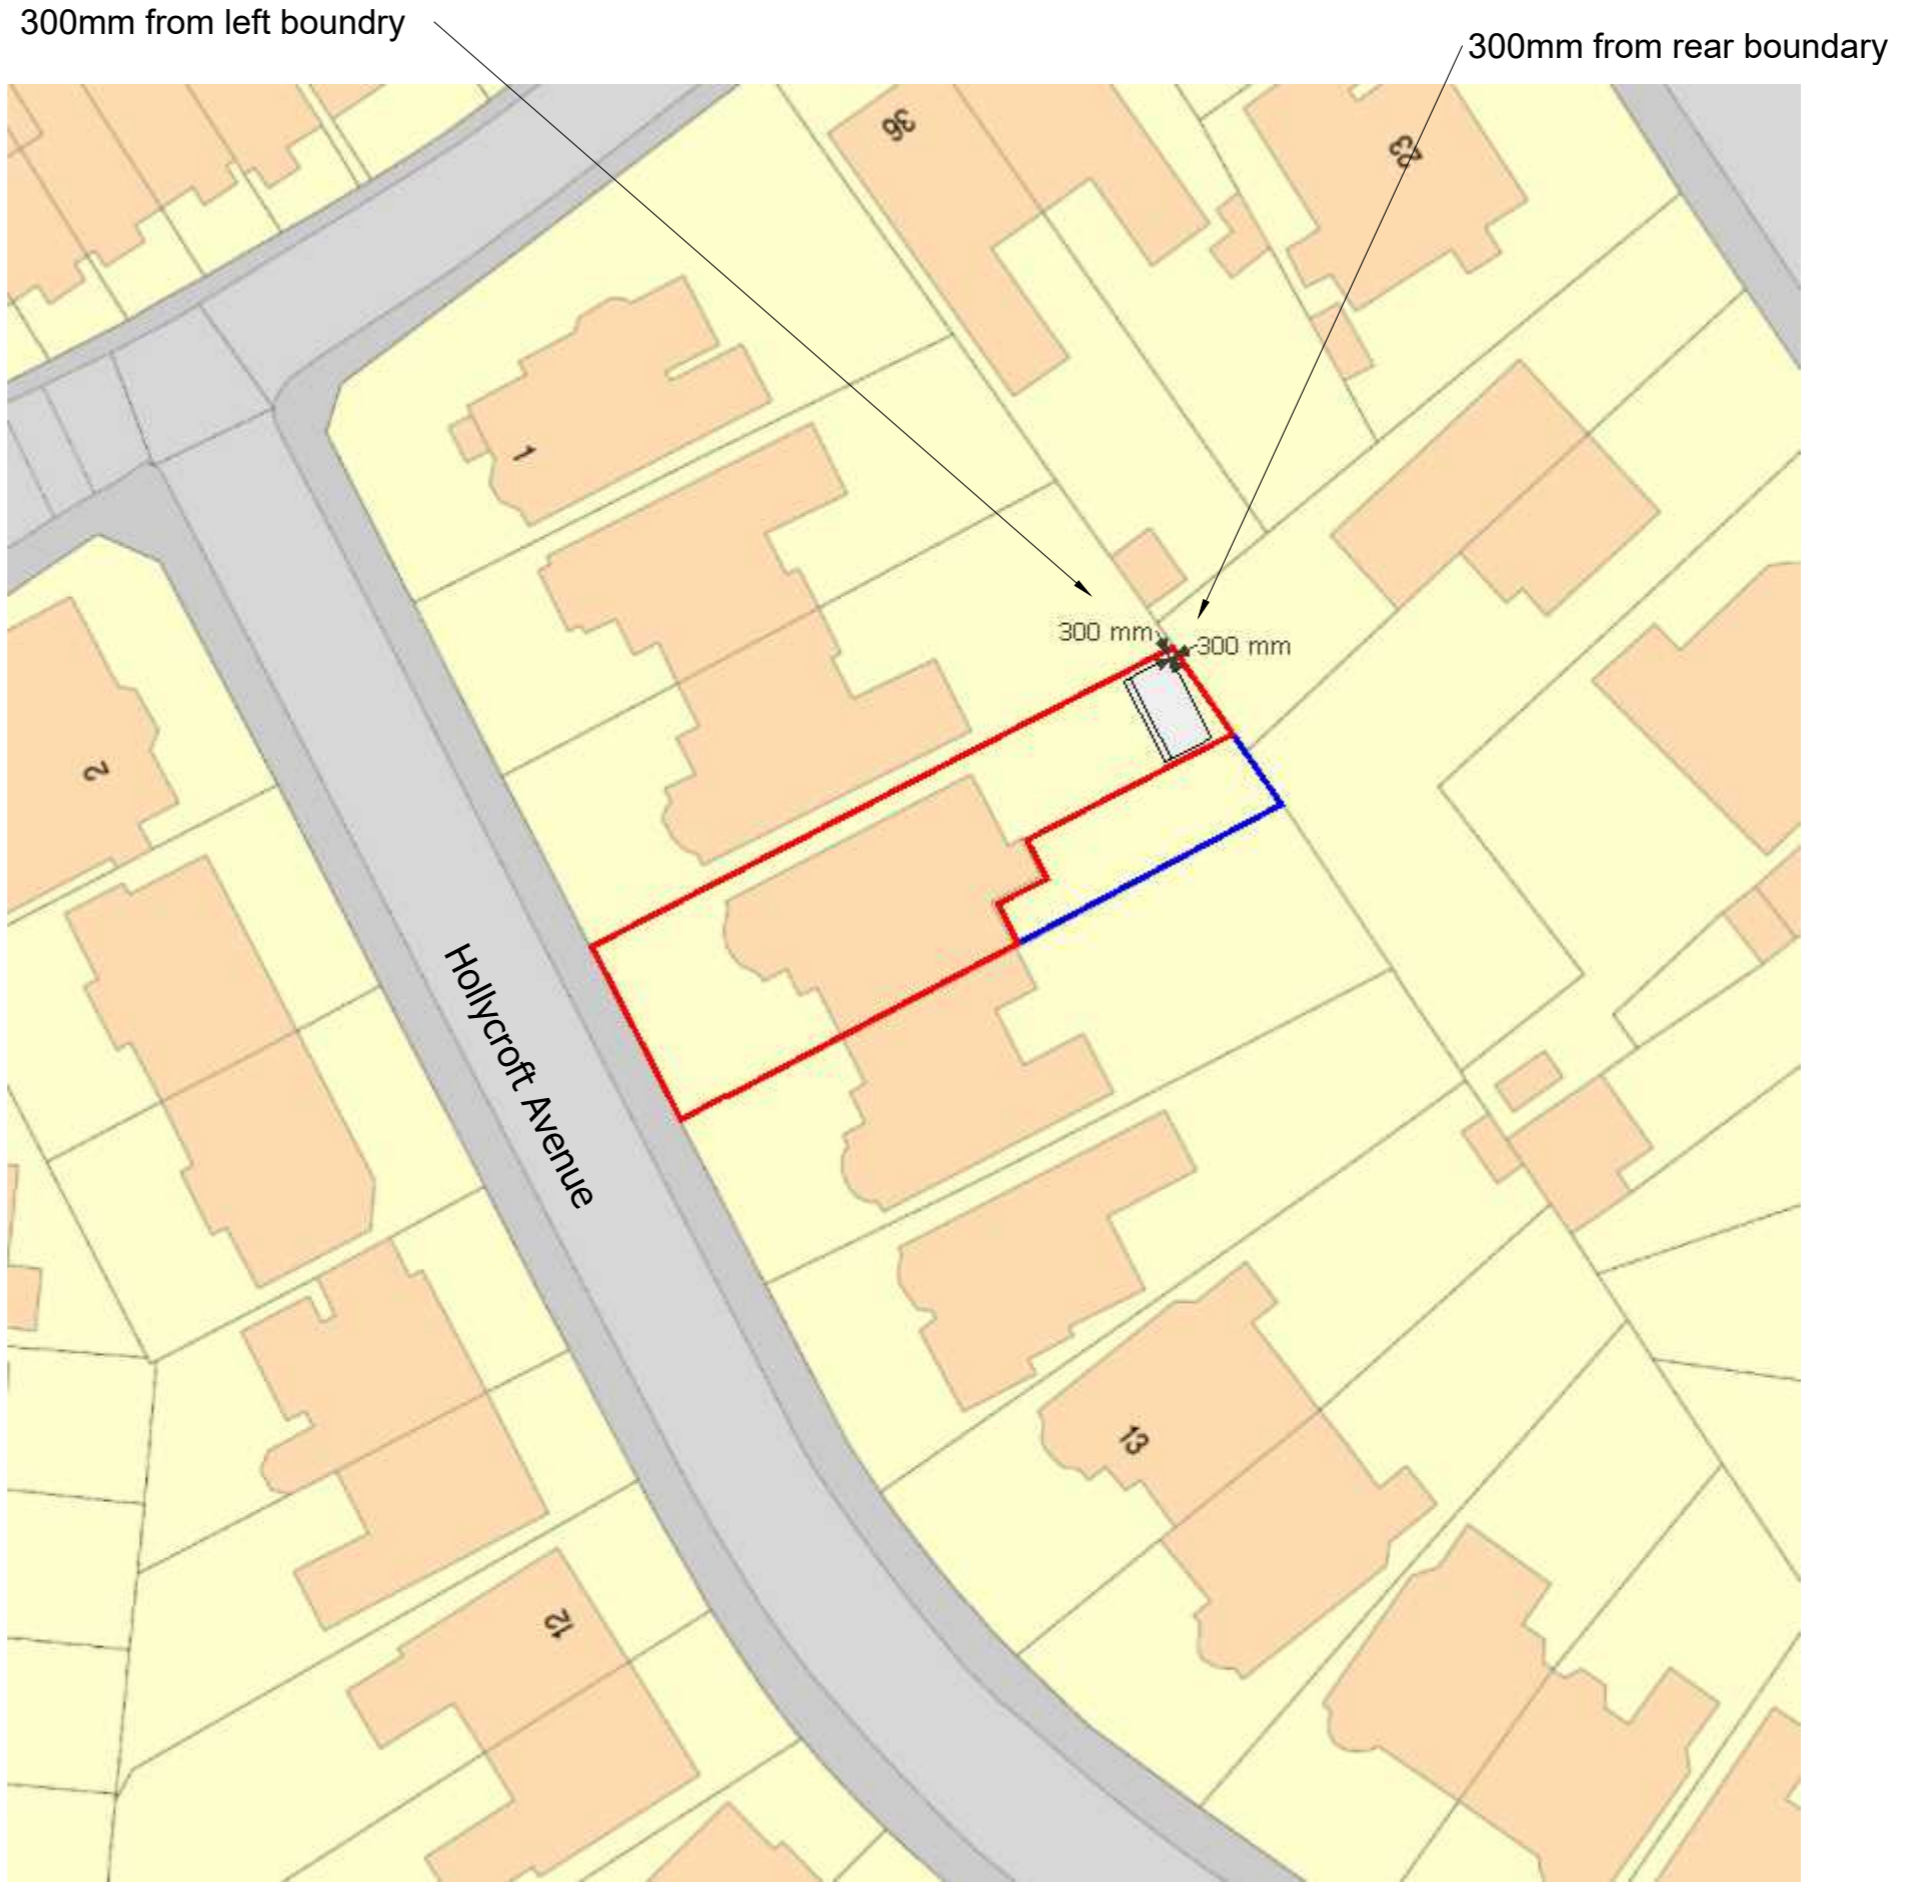 300mm from left boundry
300mm from rear boundary
36
23
1
300 mm
300 mm
2
Hollycroft Avenue
13
12